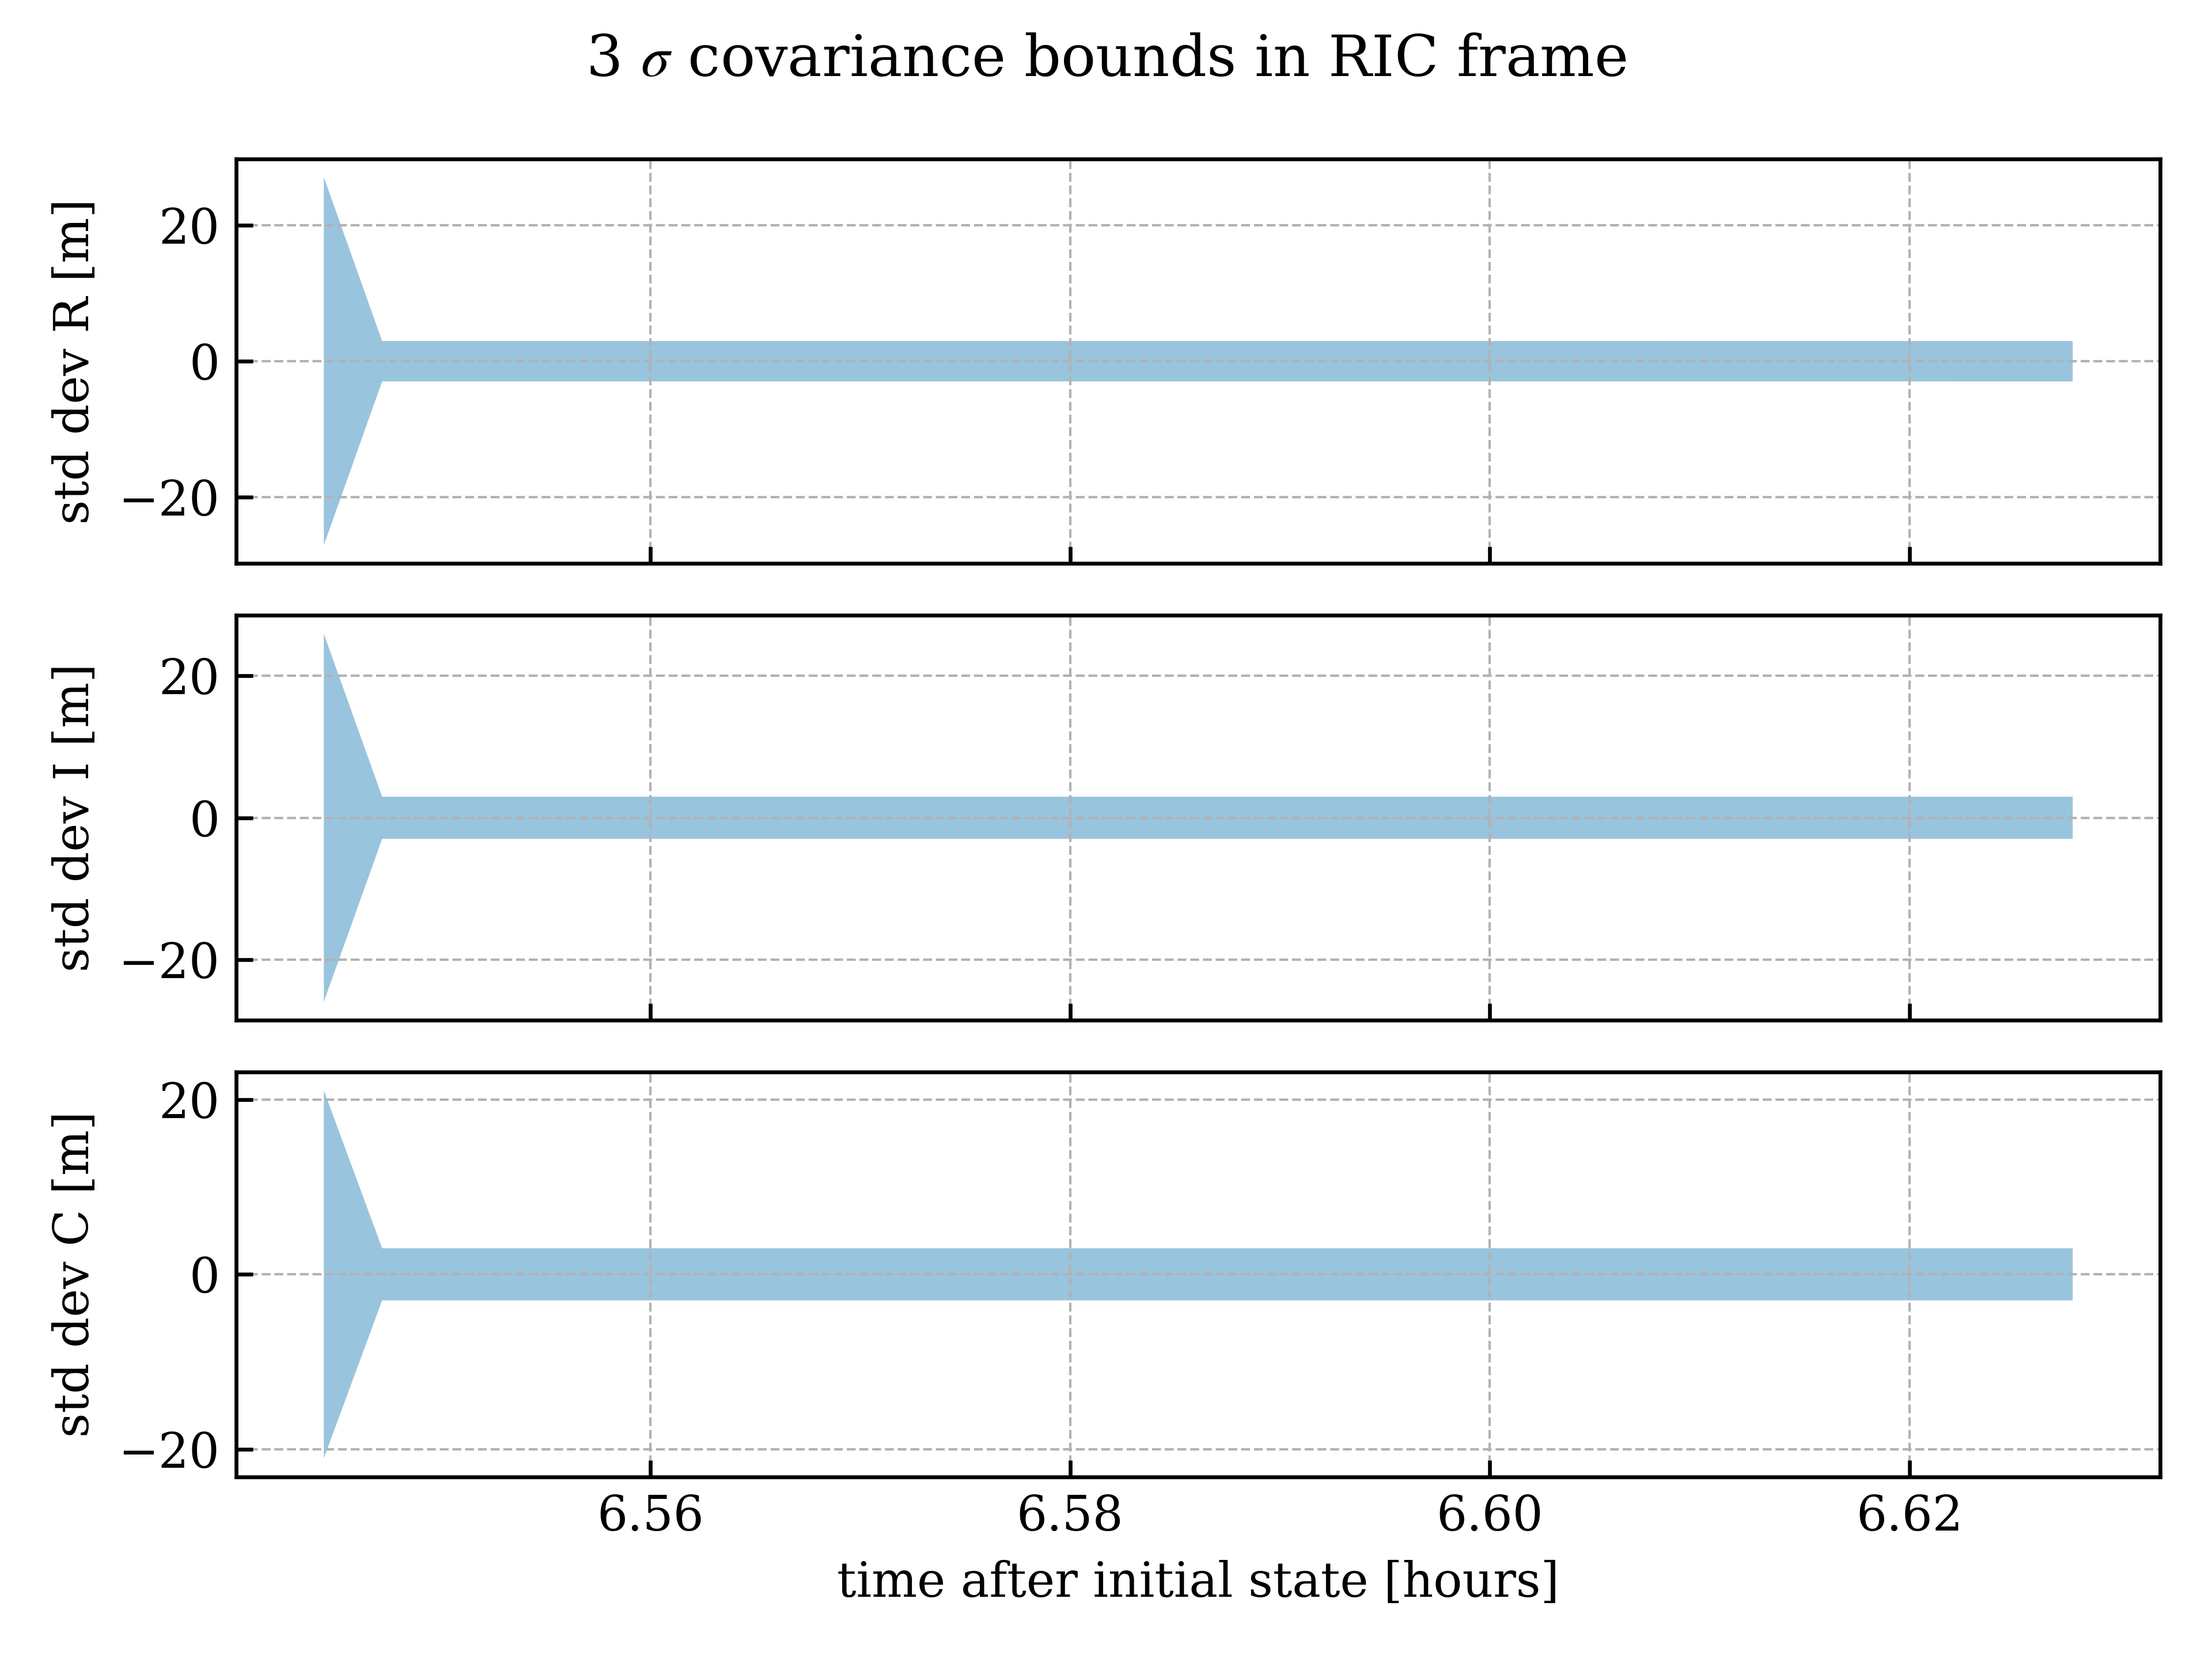 3 σ covariance bounds in RIC frame
std dev R [m]
20
0
−20
std dev I [m]
20
0
−20
std dev C [m]
20
0
−20
6.56 6.58 6.60 6.62
time after initial state [hours]